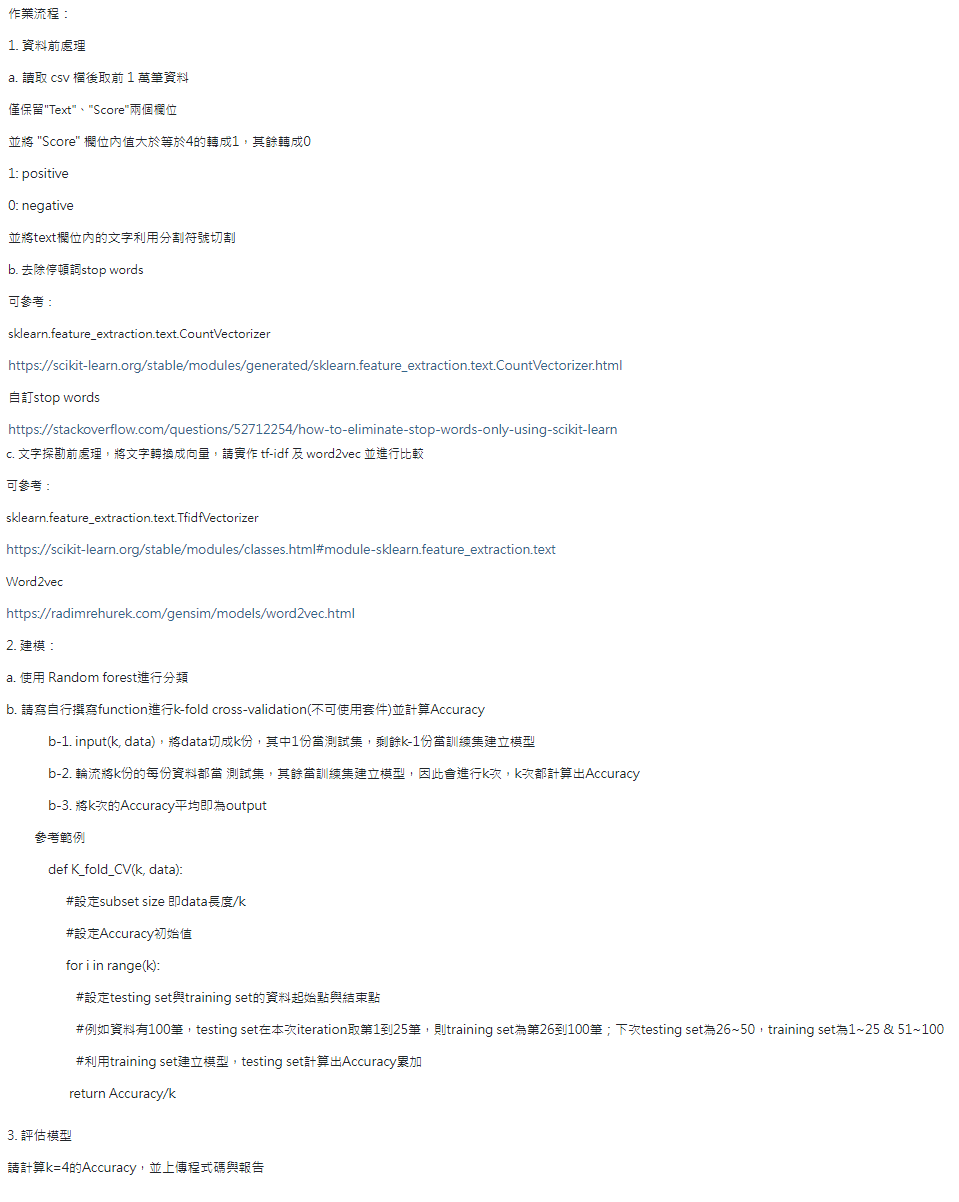 作業流程：
1. 資料前處理
a. 讀取 csv 檔後取前 1 萬筆資料
僅保留"Text"、"Score"兩個欄位
並將 "Score" 欄位內值大於等於4的轉成1，其餘轉成0
1: positive
0: negative
並將text欄位內的文字利用分割符號切割
b. 去除停頓詞stop words
可參考：
sklearn.feature_extraction.text.CountVectorizer
https://scikit-learn.org/stable/modules/generated/sklearn.feature_extraction.text.CountVectorizer.html
自訂stop words
https://stackoverflow.com/questions/52712254/how-to-eliminate-stop-words-only-using-scikit-learn
c. 文字探勘前處理，將文字轉換成向量，請實作 tf-idf 及 word2vec 並進行比較
可參考：
sklearn.feature_extraction.text.TfidfVectorizer
https://scikit-learn.org/stable/modules/classes.html#module-sklearn.feature_extraction.text
Word2vec
https://radimrehurek.com/gensim/models/word2vec.html
2. 建模：
a. 使用 Random forest進行分類
b. 請寫自行撰寫function進行k-fold cross-validation(不可使用套件)並計算Accuracy
b-1. input(k, data)，將data切成k份，其中1份當測試集，剩餘k-1份當訓練集建立模型
b-2. 輪流將k份的每份資料都當 測試集，其餘當訓練集建立模型，因此會進行k次，k次都計算出Accuracy
b-3. 將k次的Accuracy平均即為output
參考範例
def K_fold_CV(k, data):
#設定subset size 即data長度/k
#設定Accuracy初始值
for i in range(k):
#設定testing set與training set的資料起始點與結束點
#例如資料有100筆，testing set在本次iteration取第1到25筆，則training set為第26到100筆；下次testing set為26~50，training set為1~25 & 51~100
#利用training set建立模型，testing set計算出Accuracy累加
return Accuracy/k
3. 評估模型
請計算k=4的Accuracy，並上傳程式碼與報告